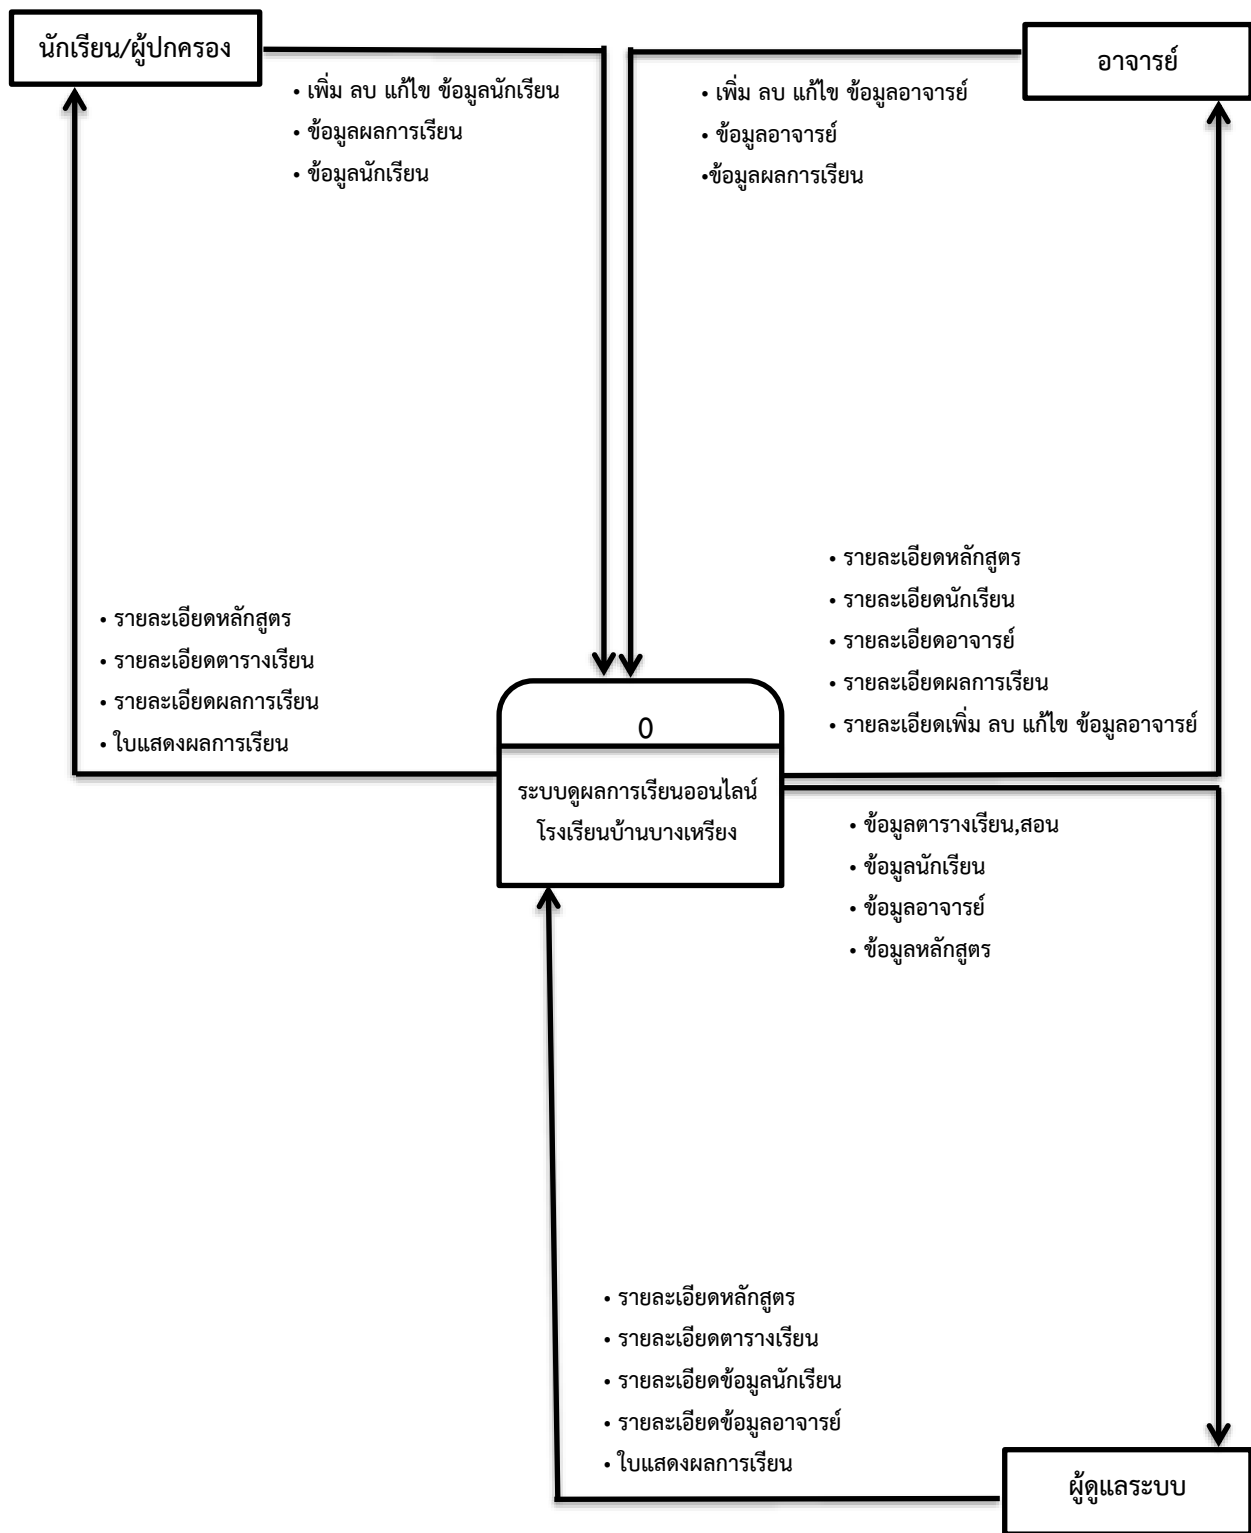 นักเรียน/ผู้ปกครอง
อาจารย์
• เพิ่ม ลบ แก้ไข ข้อมูลนักเรียน
• ข้อมูลผลการเรียน
• ข้อมูลนักเรียน
• เพิ่ม ลบ แก้ไข ข้อมูลอาจารย์
• ข้อมูลอาจารย์
•ข้อมูลผลการเรียน
• รายละเอียดหลักสูตร
• รายละเอียดตารางเรียน
• รายละเอียดผลการเรียน
• ใบแสดงผลการเรียน
• รายละเอียดหลักสูตร
• รายละเอียดนักเรียน
• รายละเอียดอาจารย์
• รายละเอียดผลการเรียน
• รายละเอียดเพิ่ม ลบ แก้ไข ข้อมูลอาจารย์
0
ระบบดูผลการเรียนออนไลน์
โรงเรียนบ้านบางเหรียง
• ข้อมูลตารางเรียน,สอน
• ข้อมูลนักเรียน
• ข้อมูลอาจารย์
• ข้อมูลหลักสูตร
• รายละเอียดหลักสูตร
• รายละเอียดตารางเรียน
• รายละเอียดข้อมูลนักเรียน
• รายละเอียดข้อมูลอาจารย์
• ใบแสดงผลการเรียน
ผู้ดูแลระบบ